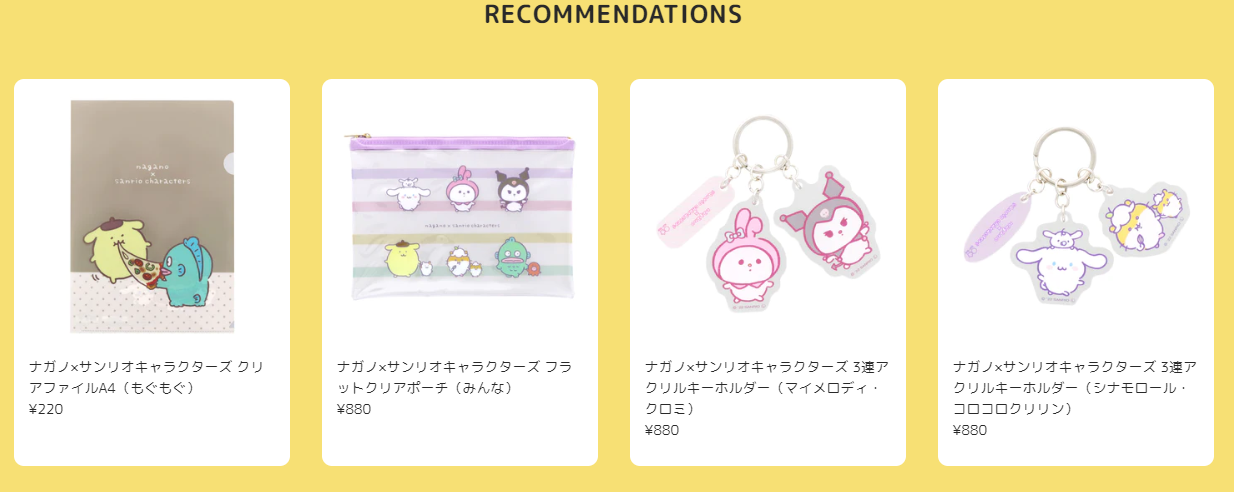 RECOMMENDATIONS
nagano
×
sanrio characters
nagano × sanrio characters
ナガノ×サンリオキャラクターズ クリ
アファイルA4（もぐもぐ）
¥220
ナガノ×サンリオキャラクターズ フラ
ットクリアポーチ（みんな）
¥880
ナガノ×サンリオキャラクターズ 3連ア
クリルキーホルダー（マイメロディ・
クロミ）
¥880
ナガノ×サンリオキャラクターズ 3連ア
クリルキーホルダー（シナモロール・
コロコロクリリン）
¥880